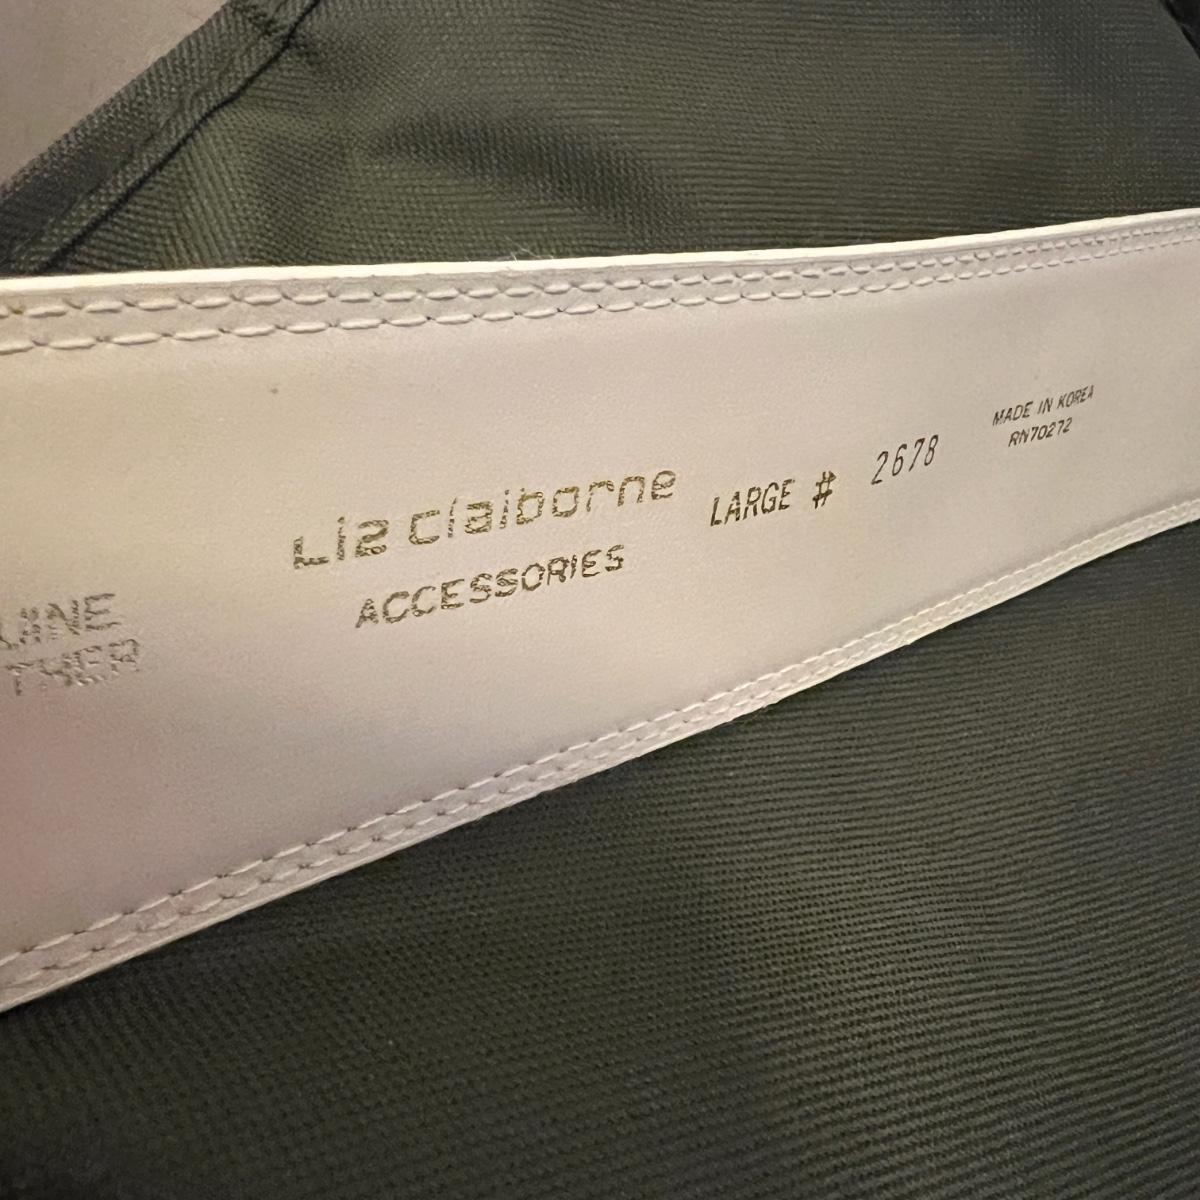 Liz claiborne
ACCESSORIES
LARGE # 2678
MADE IN KOREA
RN70272